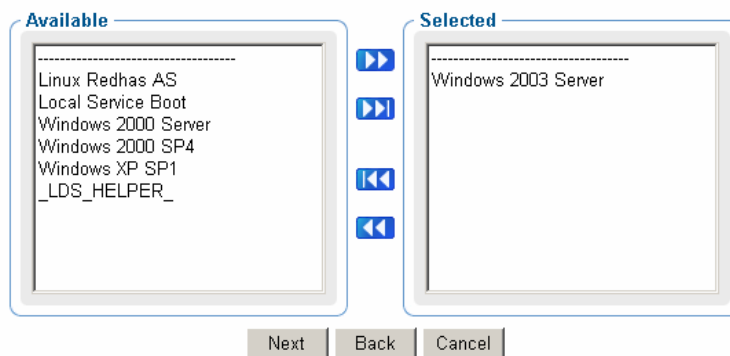 Available
-----------------------------------
Linux Redhas AS
Local Service Boot
Windows 2000 Server
Windows 2000 SP4
Windows XP SP1
_LDS_HELPER_
Selected
-----------------------------------
Windows 2003 Server
Next
Back
Cancel